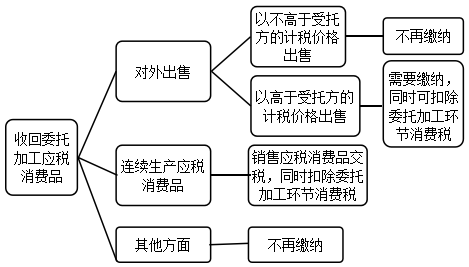 收回委托
加工应税
消费品
对外出售
以不高于受托
方的计税价格
出售
不再缴纳
以高于受托方的
计税价格出售
需要缴纳，
同时可扣除
委托加工环
节消费税
连续生产应税
消费品
销售应税消费品交
税，同时扣除委托
加工环节消费税
其他方面
不再缴纳